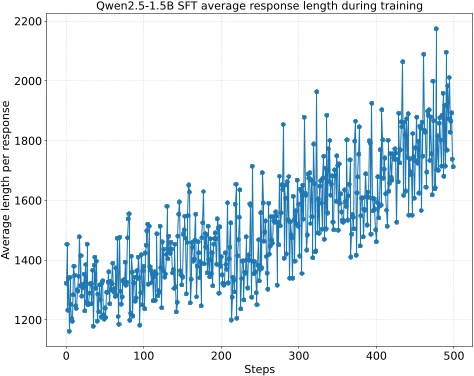 Qwen2.5-1.5B SFT average response length during training
Average length per response
2200
2000
1800
1600
1400
1200
0 100 200 300 400 500
Steps